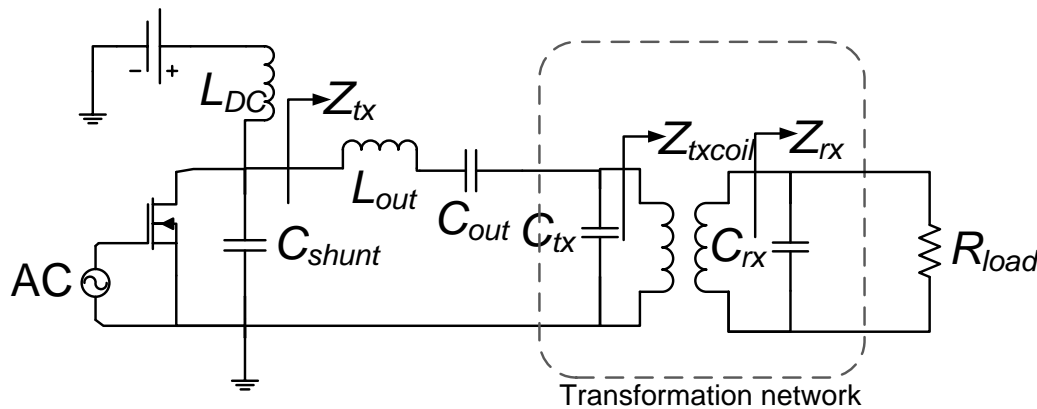 − +
L_DC
Z_tx
Z_txcoil
Z_rx
L_out
C_out
C_tx
C_rx
C_shunt
R_load
AC
Transformation network